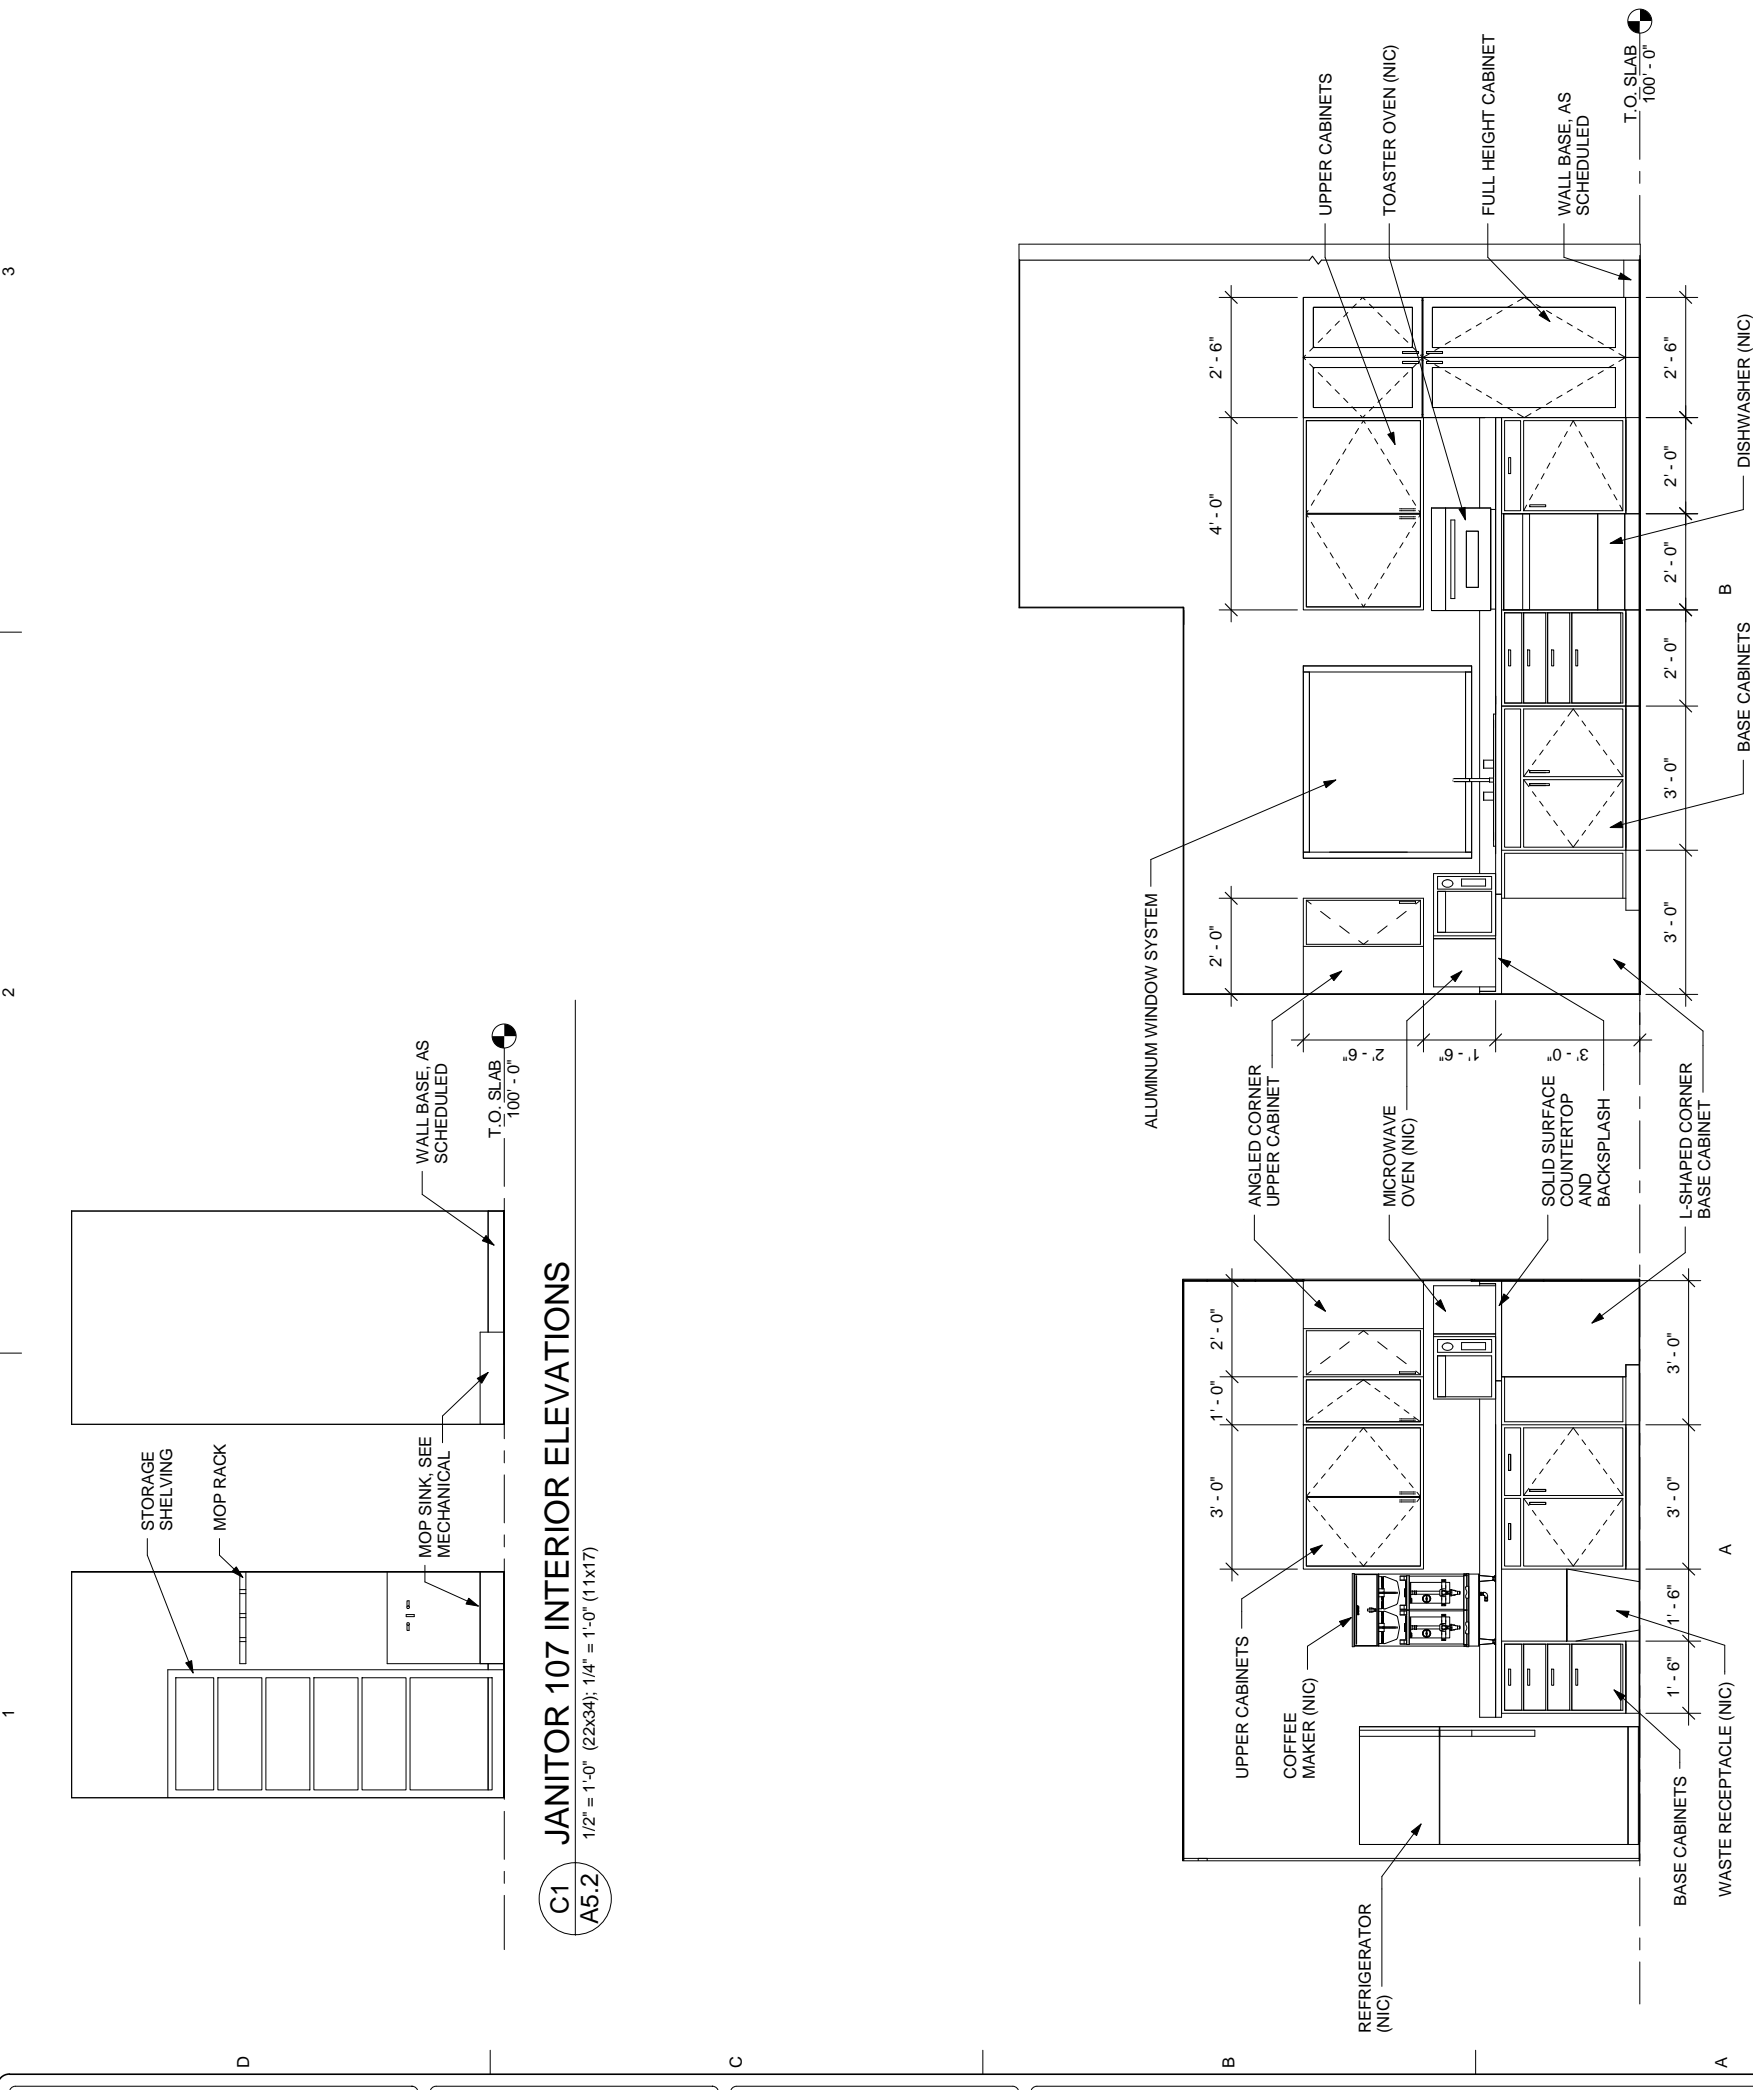 1
2
3
D
C
B
A
STORAGE
SHELVING
MOP RACK
MOP SINK, SEE
MECHANICAL
WALL BASE, AS
SCHEDULED
T.O. SLAB
100' - 0"
C1
A5.2
JANITOR 107 INTERIOR ELEVATIONS
1/2" = 1'-0" (22x34); 1/4" = 1'-0" (11x17)
REFRIGERATOR
(NIC)
UPPER CABINETS
COFFEE
MAKER (NIC)
BASE CABINETS
WASTE RECEPTACLE (NIC)
3' - 0"
1' - 0"
2' - 0"
1' - 6"
1' - 6"
3' - 0"
3' - 0"
A
ANGLED CORNER
UPPER CABINET
MICROWAVE
OVEN (NIC)
SOLID SURFACE
COUNTERTOP
AND
BACKSPLASH
L-SHAPED CORNER
BASE CABINET
2' - 6"
1' - 6"
3' - 0"
ALUMINUM WINDOW SYSTEM
2' - 0"
4' - 0"
2' - 6"
3' - 0"
3' - 0"
2' - 0"
2' - 0"
2' - 0"
2' - 6"
B
BASE CABINETS
DISHWASHER (NIC)
UPPER CABINETS
TOASTER OVEN (NIC)
FULL HEIGHT CABINET
WALL BASE, AS
SCHEDULED
T.O. SLAB
100' - 0"